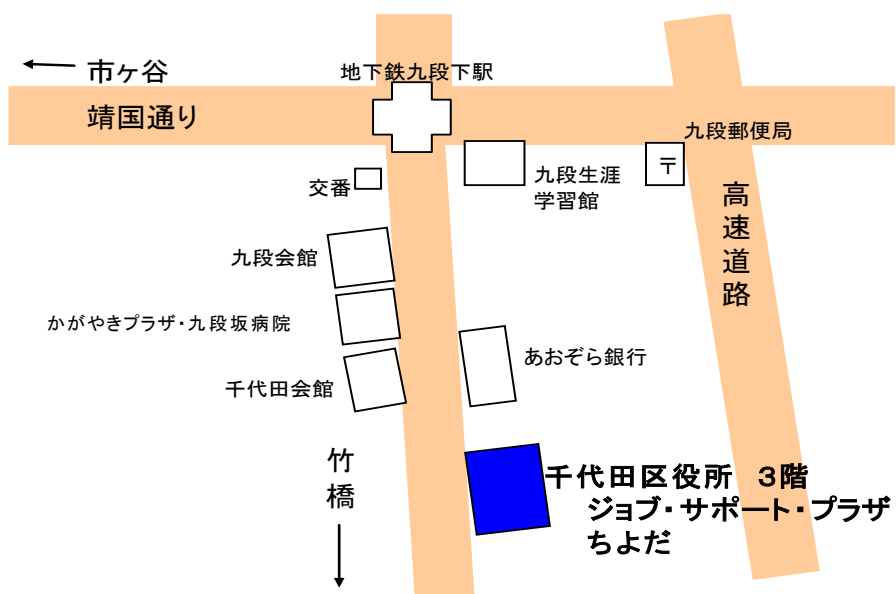 市ヶ谷
地下鉄九段下駅
靖国通り
九段郵便局
〒
交番
九段生涯
学習館
高速道路
九段会館
かがやきプラザ・九段坂病院
あおぞら銀行
千代田会館
竹橋
千代田区役所 3階
ジョブ・サポート・プラザ
ちよだ